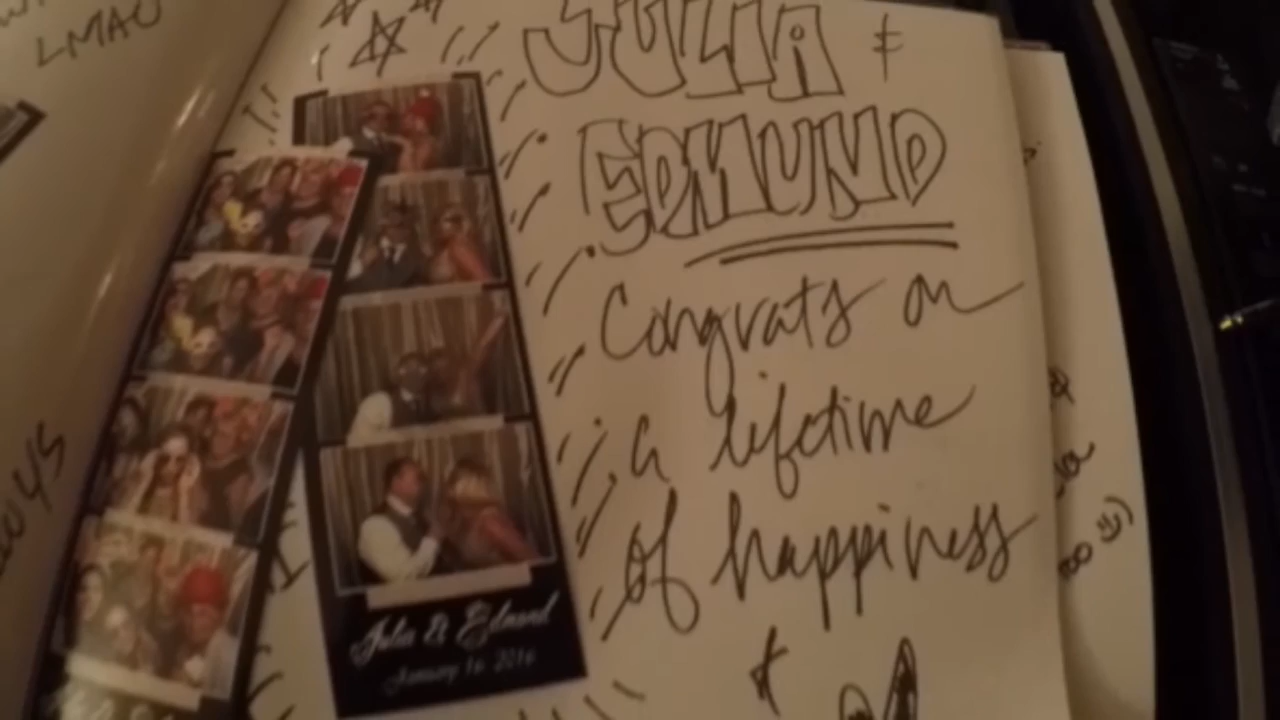 LMAO
JULIA &
EDMUND
Congrats on
a lifetime
of happiness
&
Julia & Edmund
January 16, 2016